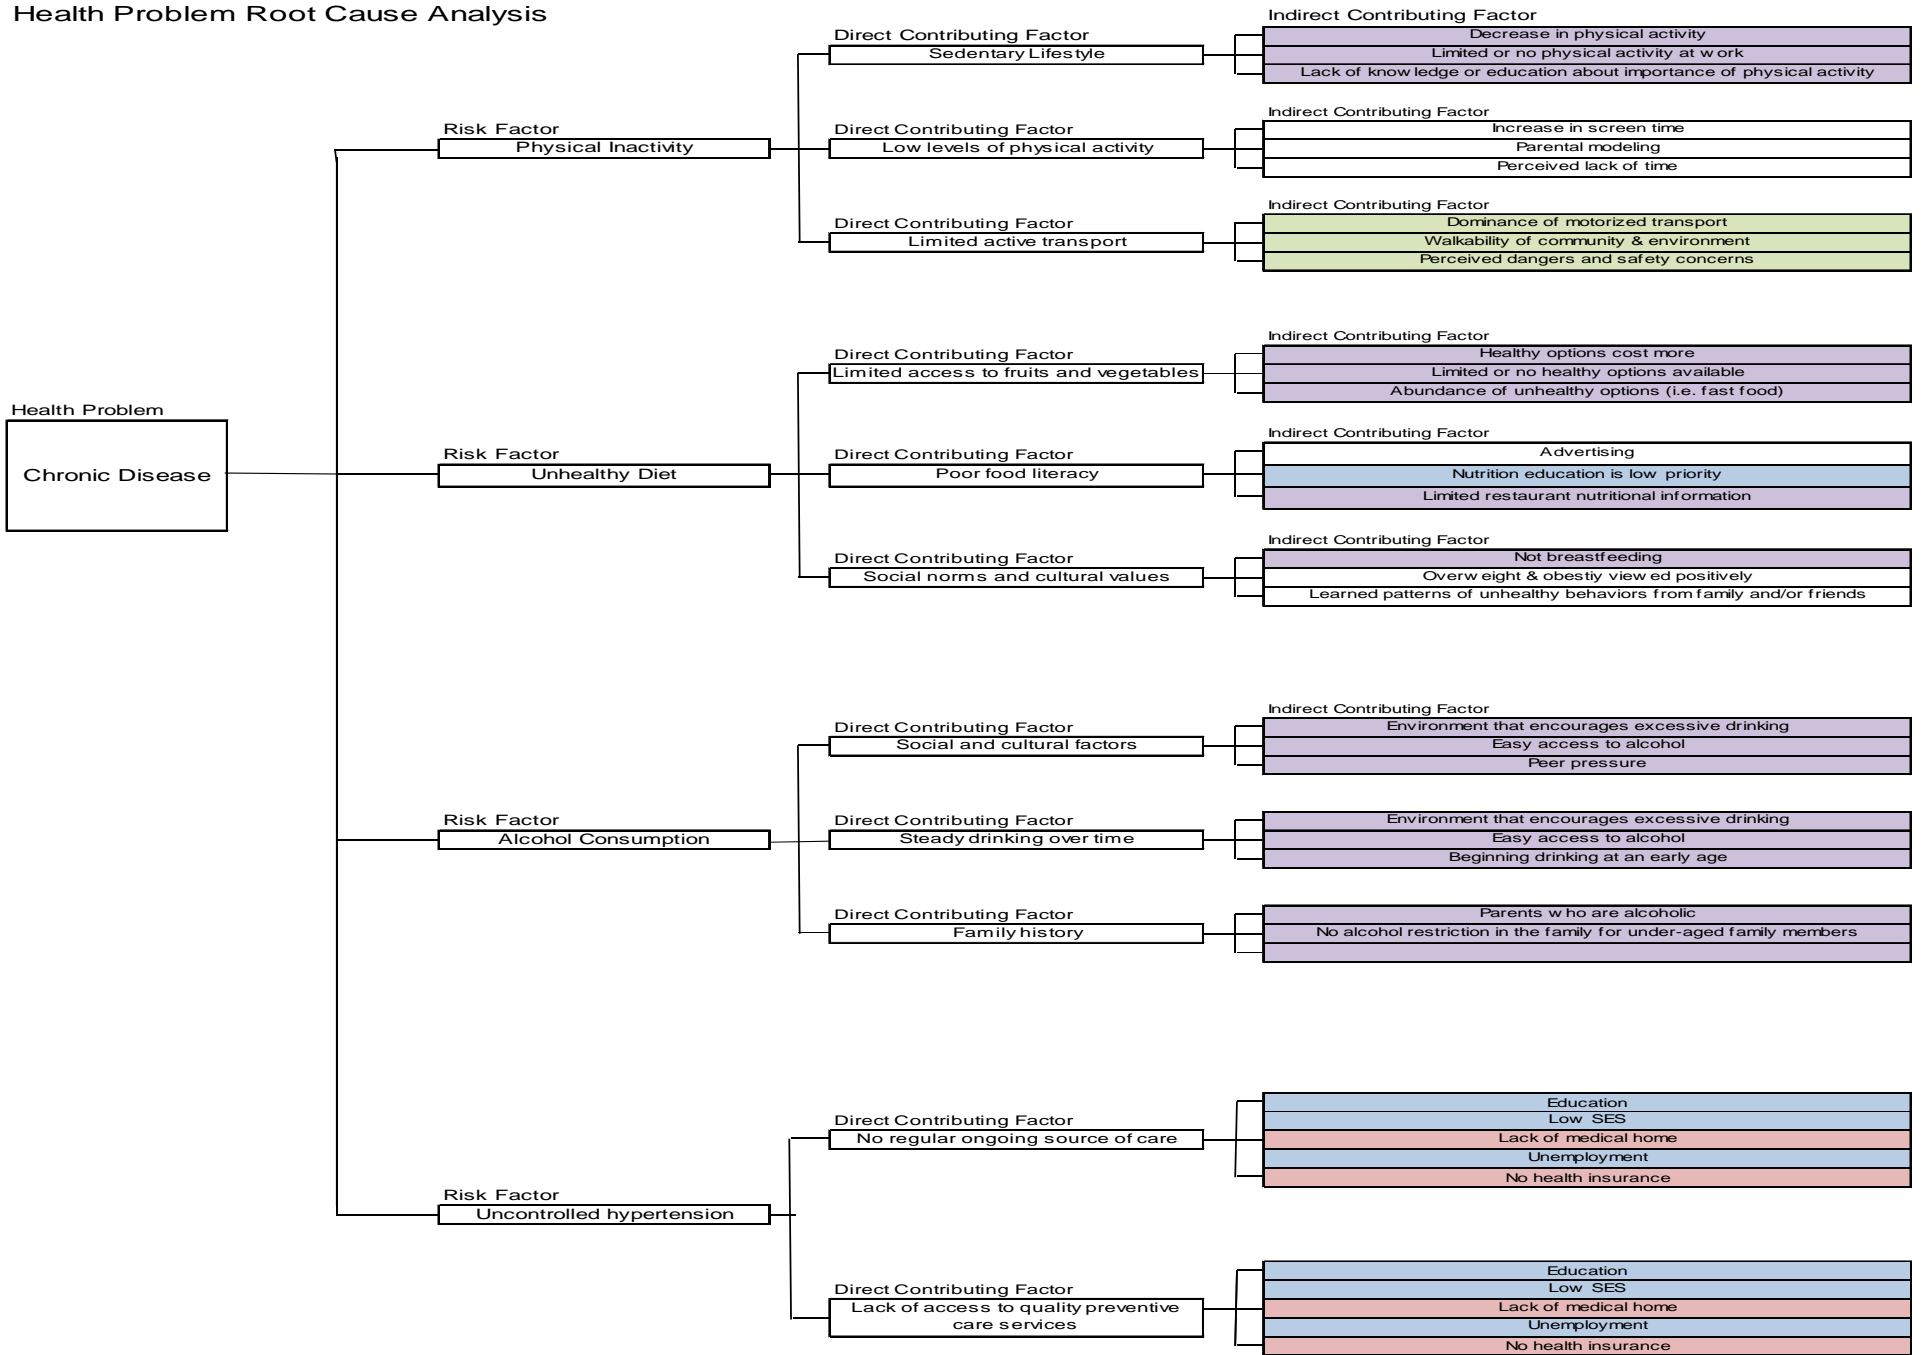 Health Problem Root Cause Analysis
Indirect Contributing Factor
Direct Contributing Factor
Decrease in physical activity
Sedentary Lifestyle
Limited or no physical activity at work
Lack of knowledge or education about importance of physical activity
Indirect Contributing Factor
Risk Factor
Direct Contributing Factor
Increase in screen time
Physical Inactivity
Low levels of physical activity
Parental modeling
Perceived lack of time
Indirect Contributing Factor
Direct Contributing Factor
Dominance of motorized transport
Limited active transport
Walkability of community & environment
Perceived dangers and safety concerns
Indirect Contributing Factor
Direct Contributing Factor
Healthy options cost more
Limited access to fruits and vegetables
Limited or no healthy options available
Abundance of unhealthy options (i.e. fast food)
Health Problem
Chronic Disease
Indirect Contributing Factor
Risk Factor
Direct Contributing Factor
Advertising
Unhealthy Diet
Poor food literacy
Nutrition education is low priority
Limited restaurant nutritional information
Indirect Contributing Factor
Direct Contributing Factor
Not breastfeeding
Social norms and cultural values
Overweight & obestiy viewed positively
Learned patterns of unhealthy behaviors from family and/or friends
Indirect Contributing Factor
Direct Contributing Factor
Environment that encourages excessive drinking
Social and cultural factors
Easy access to alcohol
Peer pressure
Risk Factor
Direct Contributing Factor
Environment that encourages excessive drinking
Alcohol Consumption
Steady drinking over time
Easy access to alcohol
Beginning drinking at an early age
Direct Contributing Factor
Parents who are alcoholic
Family history
No alcohol restriction in the family for under-aged family members
Direct Contributing Factor
Education
Low SES
No regular ongoing source of care
Lack of medical home
Unemployment
No health insurance
Risk Factor
Uncontrolled hypertension
Direct Contributing Factor
Education
Low SES
Lack of access to quality preventive
care services
Lack of medical home
Unemployment
No health insurance